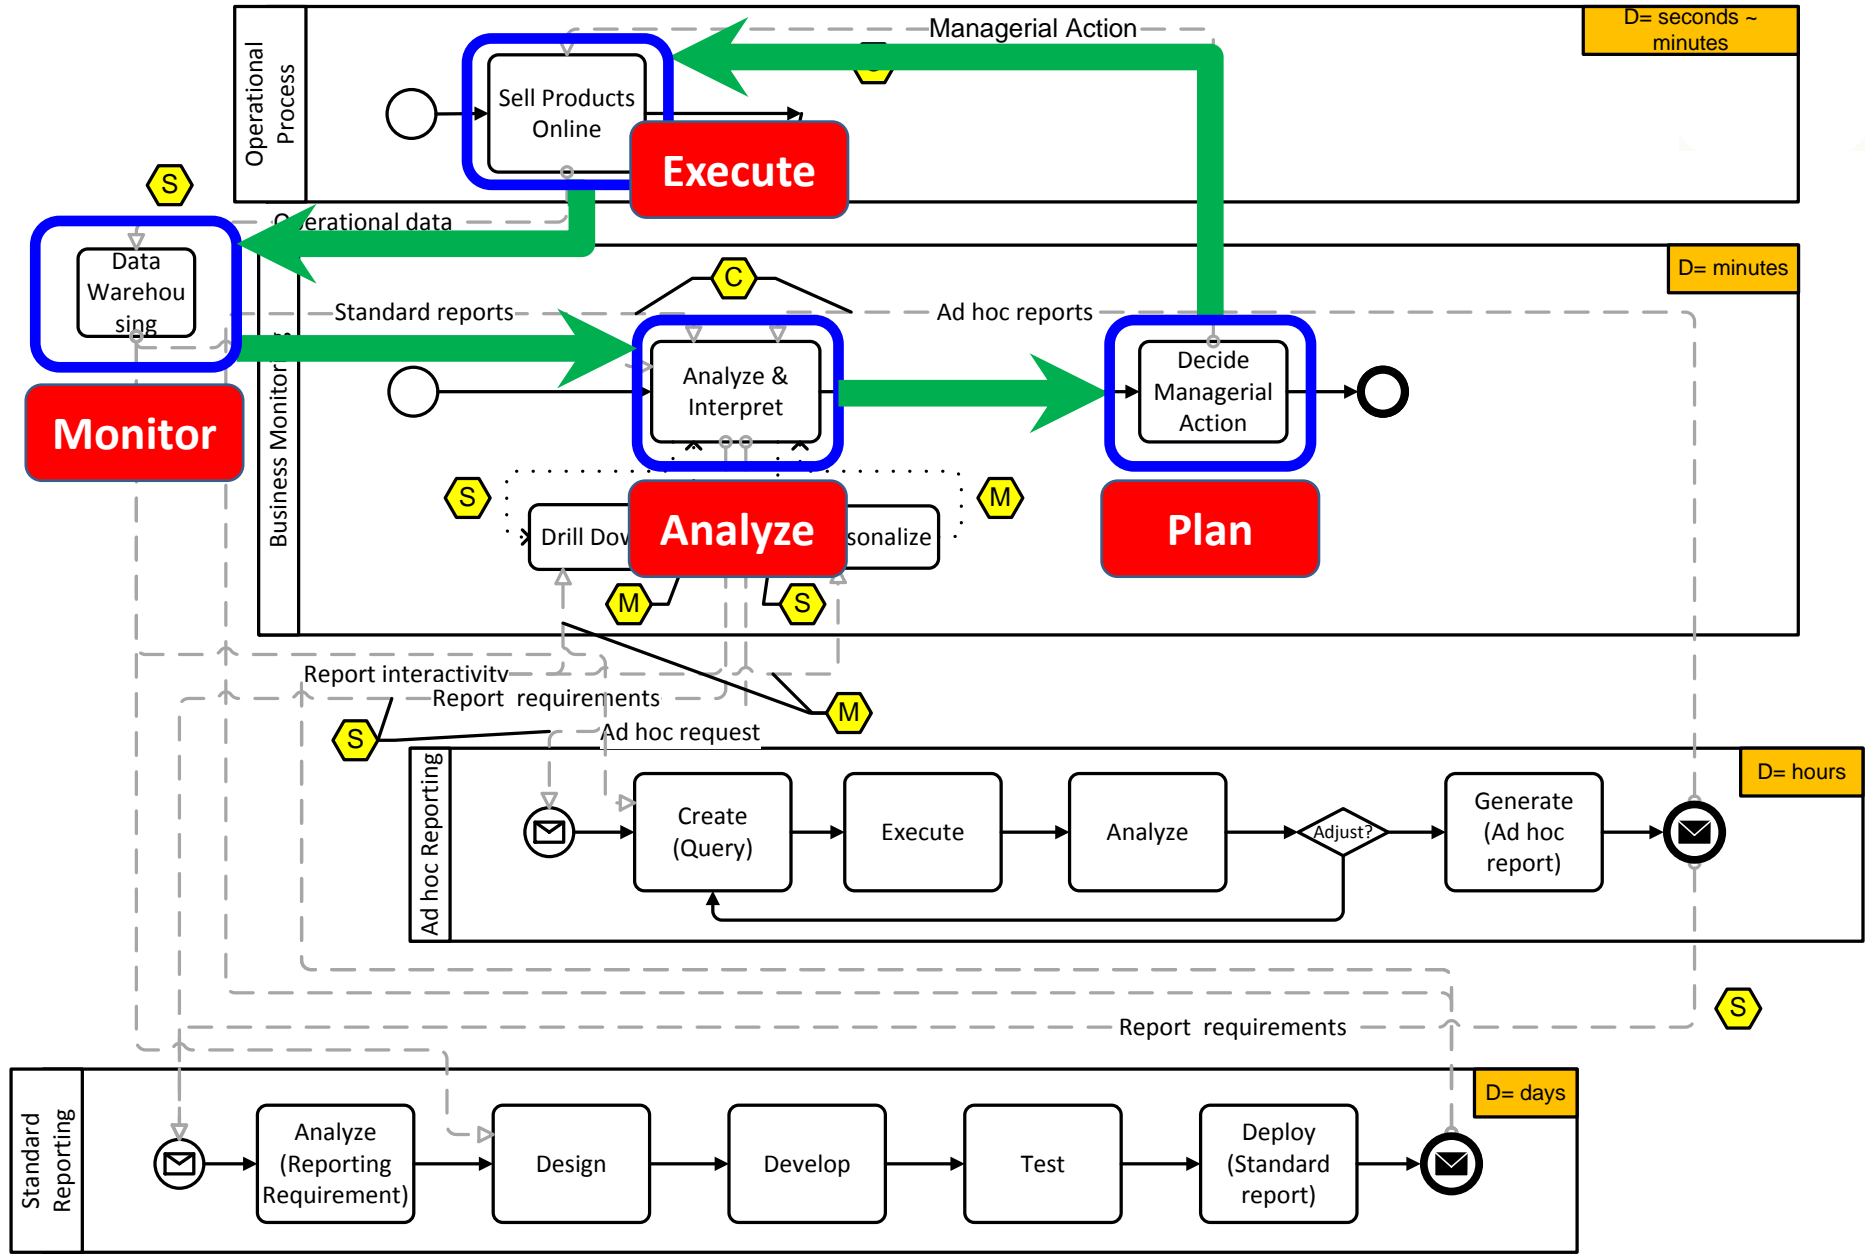 Operational
Process
D= seconds ~
minutes
Managerial Action
Sell Products
Online
Execute
S
Operational data
Data
Warehou
sing
Monitor
Business Monitoring
D= minutes
C
Standard reports
Ad hoc reports
Analyze &
Interpret
Decide
Managerial
Action
S
M
Drill Dow
Analyze
sonalize
Plan
M
S
Report interactivity
Report requirements
M
S
Ad hoc request
Ad hoc Reporting
D= hours
Create
(Query)
Execute
Analyze
Adjust?
Generate
(Ad hoc
report)
S
Report requirements
Standard
Reporting
D= days
Analyze
(Reporting
Requirement)
Design
Develop
Test
Deploy
(Standard
report)